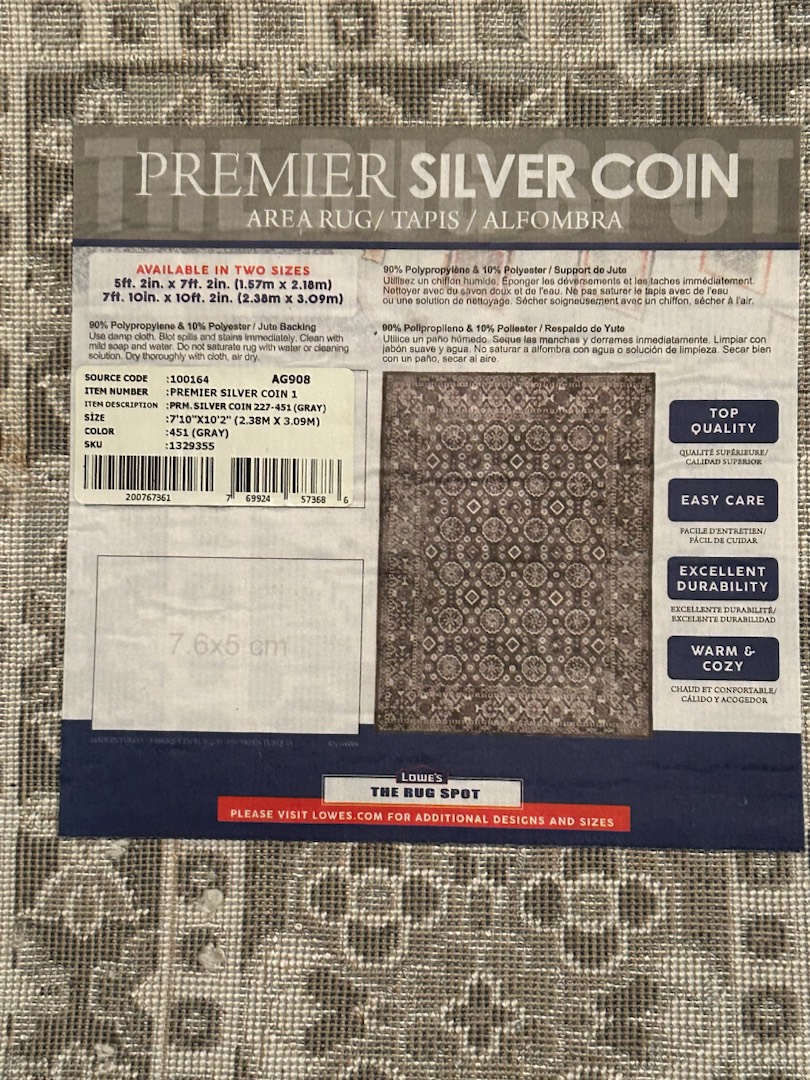 THE RUG SPOT
PREMIER SILVER COIN
AREA RUG/ TAPIS / ALFOMBRA
AVAILABLE IN TWO SIZES
5ft. 2in. x 7ft. 2in. (1.57m x 2.18m)
7ft. 10in. x 10ft. 2in. (2.38m x 3.09m)
90% Polypropylene & 10% Polyester / Jute Backing
Use damp cloth. Blot spills and stains immediately. Clean with
mild soap and water. Do not saturate rug with water or cleaning
solution. Dry thoroughly with cloth, air dry.
90% Polypropylène & 10% Polyester / Support de Jute
Utilisez un chiffon humide. Éponger les déversements et les taches immédiatement.
Nettoyer avec du savon doux et de l'eau. Ne pas saturer le tapis avec de l'eau
ou une solution de nettoyage. Sécher soigneusement avec un chiffon, sécher à l'air.
90% Polipropileno & 10% Poliester / Respaldo de Yute
Utilice un paño húmedo. Seque las manchas y derrames inmediatamente. Limpiar con
jabón suave y agua. No saturar a alfombra con agua o solución de limpieza. Secar bien
con un paño, secar al aire.
SOURCE CODE :100164 AG908
ITEM NUMBER :PREMIER SILVER COIN 1
ITEM DESCRIPTION :PRM. SILVER COIN 227-451 (GRAY)
SİZE :7'10"X10'2" (2.38M X 3.09M)
COLOR :451 (GRAY)
SKU :1329355
200767361
7 69924 57368 6
7.6x5 cm
TOP
QUALITY
QUALITÉ SUPÉRIEURE/
CALIDAD SUPERIOR
EASY CARE
FACILE D'ENTRETIEN/
FÁCIL DE CUIDAR
EXCELLENT
DURABILITY
EXCELLENTE DURABILITÉ/
EXCELENTE DURABILIDAD
WARM &
COZY
CHAUD ET CONFORTABLE/
CÁLIDO Y ACOGEDOR
LOWE'S
THE RUG SPOT
PLEASE VISIT LOWES.COM FOR ADDITIONAL DESIGNS AND SIZES